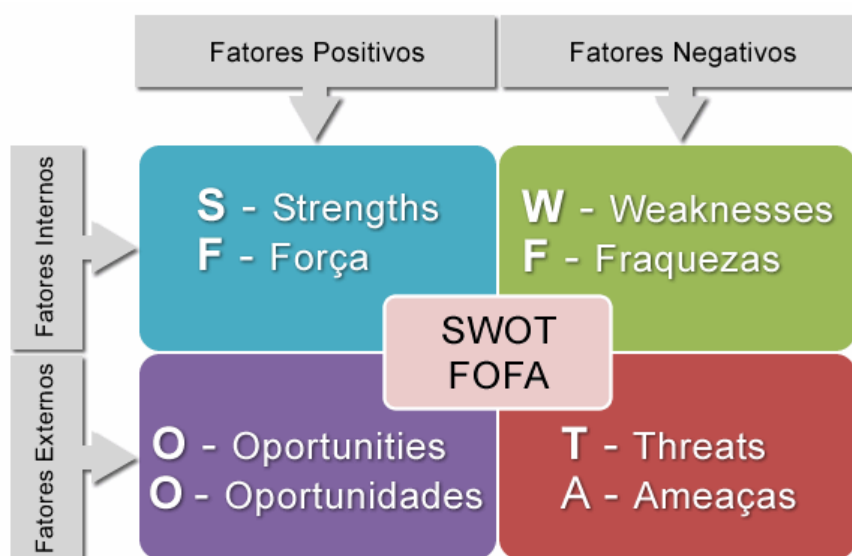 Fatores Positivos
Fatores Negativos
Fatores Internos
S - Strengths
F - Força
W - Weaknesses
F - Fraquezas
SWOT
FOFA
Fatores Externos
O - Oportunities
O - Oportunidades
T - Threats
A - Ameaças